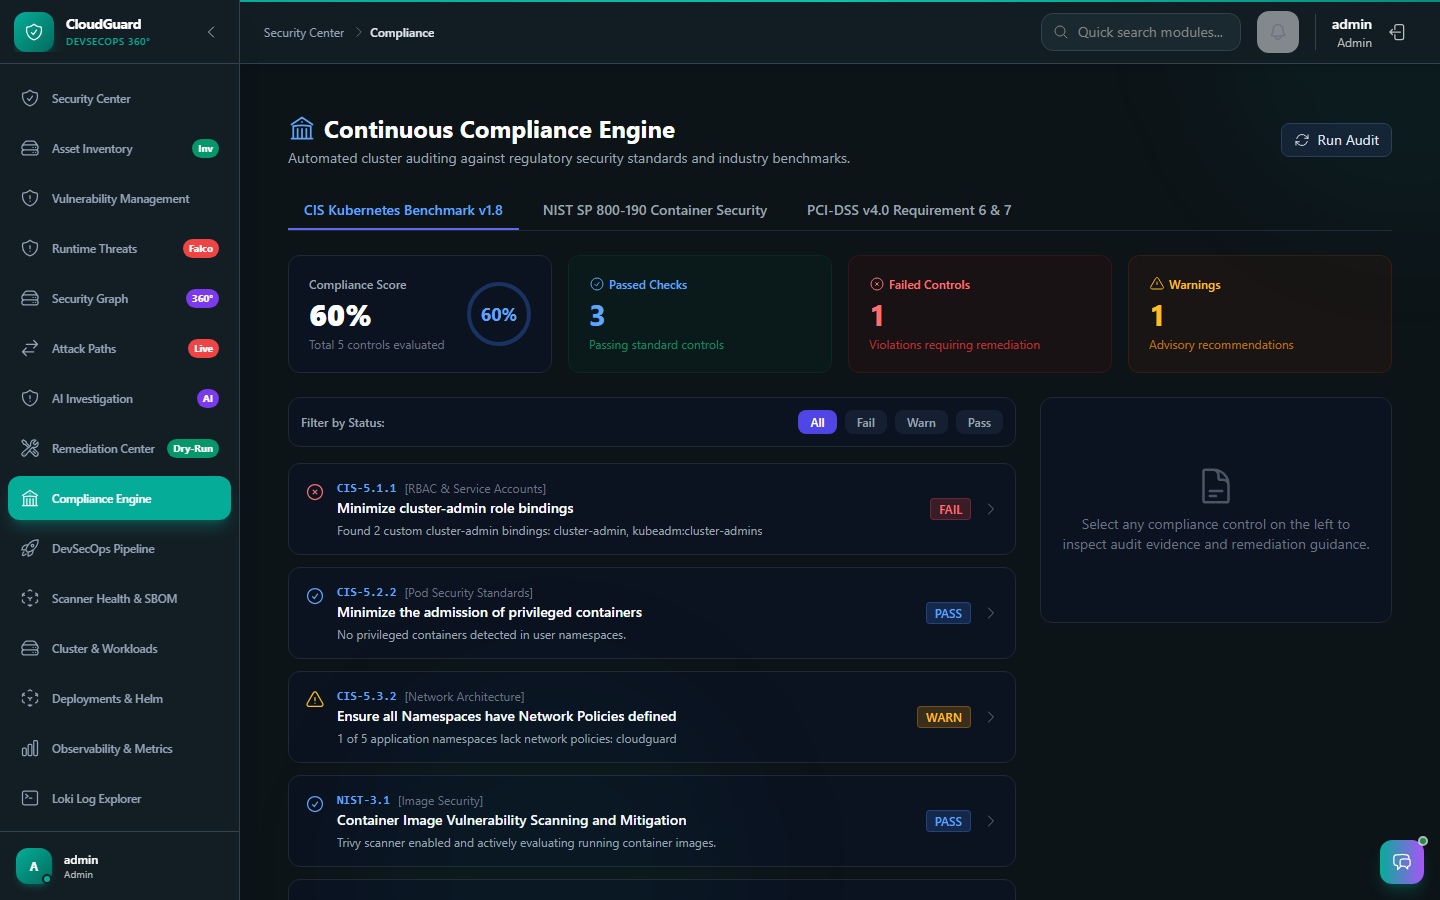 CloudGuard
DEVSECOPS 360°
Security Center
Asset Inventory Inv
Vulnerability Management
Runtime Threats Falco
Security Graph 360°
Attack Paths Live
AI Investigation AI
Remediation Center Dry-Run
Compliance Engine
DevSecOps Pipeline
Scanner Health & SBOM
Cluster & Workloads
Deployments & Helm
Observability & Metrics
Loki Log Explorer
A admin
Admin
Security Center Compliance
Quick search modules...
admin
Admin
Continuous Compliance Engine
Automated cluster auditing against regulatory security standards and industry benchmarks.
Run Audit
CIS Kubernetes Benchmark v1.8 NIST SP 800-190 Container Security PCI-DSS v4.0 Requirement 6 & 7
Compliance Score
60%
Total 5 controls evaluated
60%
Passed Checks
3
Passing standard controls
Failed Controls
1
Violations requiring remediation
Warnings
1
Advisory recommendations
Filter by Status: All Fail Warn Pass
CIS-5.1.1 [RBAC & Service Accounts]
Minimize cluster-admin role bindings
Found 2 custom cluster-admin bindings: cluster-admin, kubeadm:cluster-admins
FAIL
CIS-5.2.2 [Pod Security Standards]
Minimize the admission of privileged containers
No privileged containers detected in user namespaces.
PASS
CIS-5.3.2 [Network Architecture]
Ensure all Namespaces have Network Policies defined
1 of 5 application namespaces lack network policies: cloudguard
WARN
NIST-3.1 [Image Security]
Container Image Vulnerability Scanning and Mitigation
Trivy scanner enabled and actively evaluating running container images.
PASS
Select any compliance control on the left to
inspect audit evidence and remediation guidance.